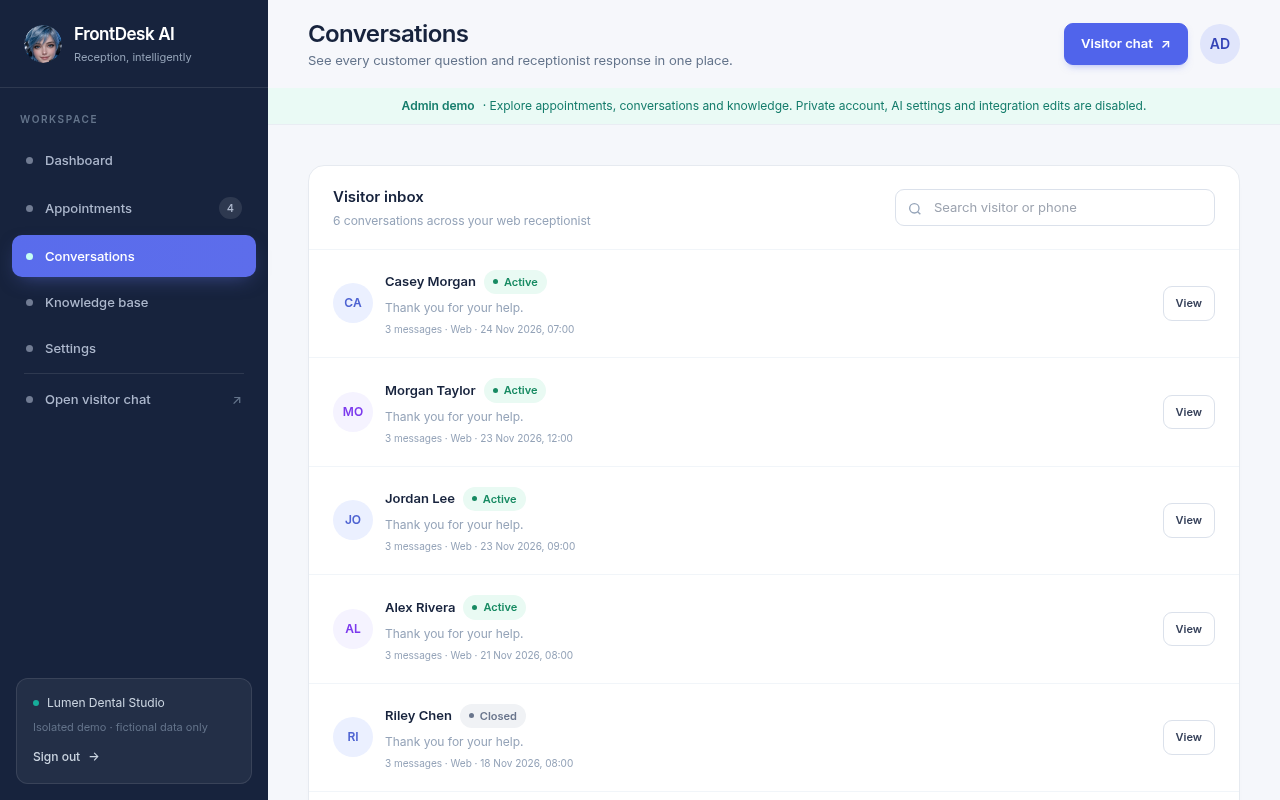 FrontDesk AI
Reception, intelligently
WORKSPACE
Dashboard
Appointments 4
Conversations
Knowledge base
Settings
Open visitor chat
Lumen Dental Studio
Isolated demo · fictional data only
Sign out →
Conversations
See every customer question and receptionist response in one place.
Visitor chat ↗
AD
Admin demo · Explore appointments, conversations and knowledge. Private account, AI settings and integration edits are disabled.
Visitor inbox
6 conversations across your web receptionist
Search visitor or phone
CA
Casey Morgan Active
Thank you for your help.
3 messages · Web · 24 Nov 2026, 07:00
View
MO
Morgan Taylor Active
Thank you for your help.
3 messages · Web · 23 Nov 2026, 12:00
View
JO
Jordan Lee Active
Thank you for your help.
3 messages · Web · 23 Nov 2026, 09:00
View
AL
Alex Rivera Active
Thank you for your help.
3 messages · Web · 21 Nov 2026, 08:00
View
RI
Riley Chen Closed
Thank you for your help.
3 messages · Web · 18 Nov 2026, 08:00
View